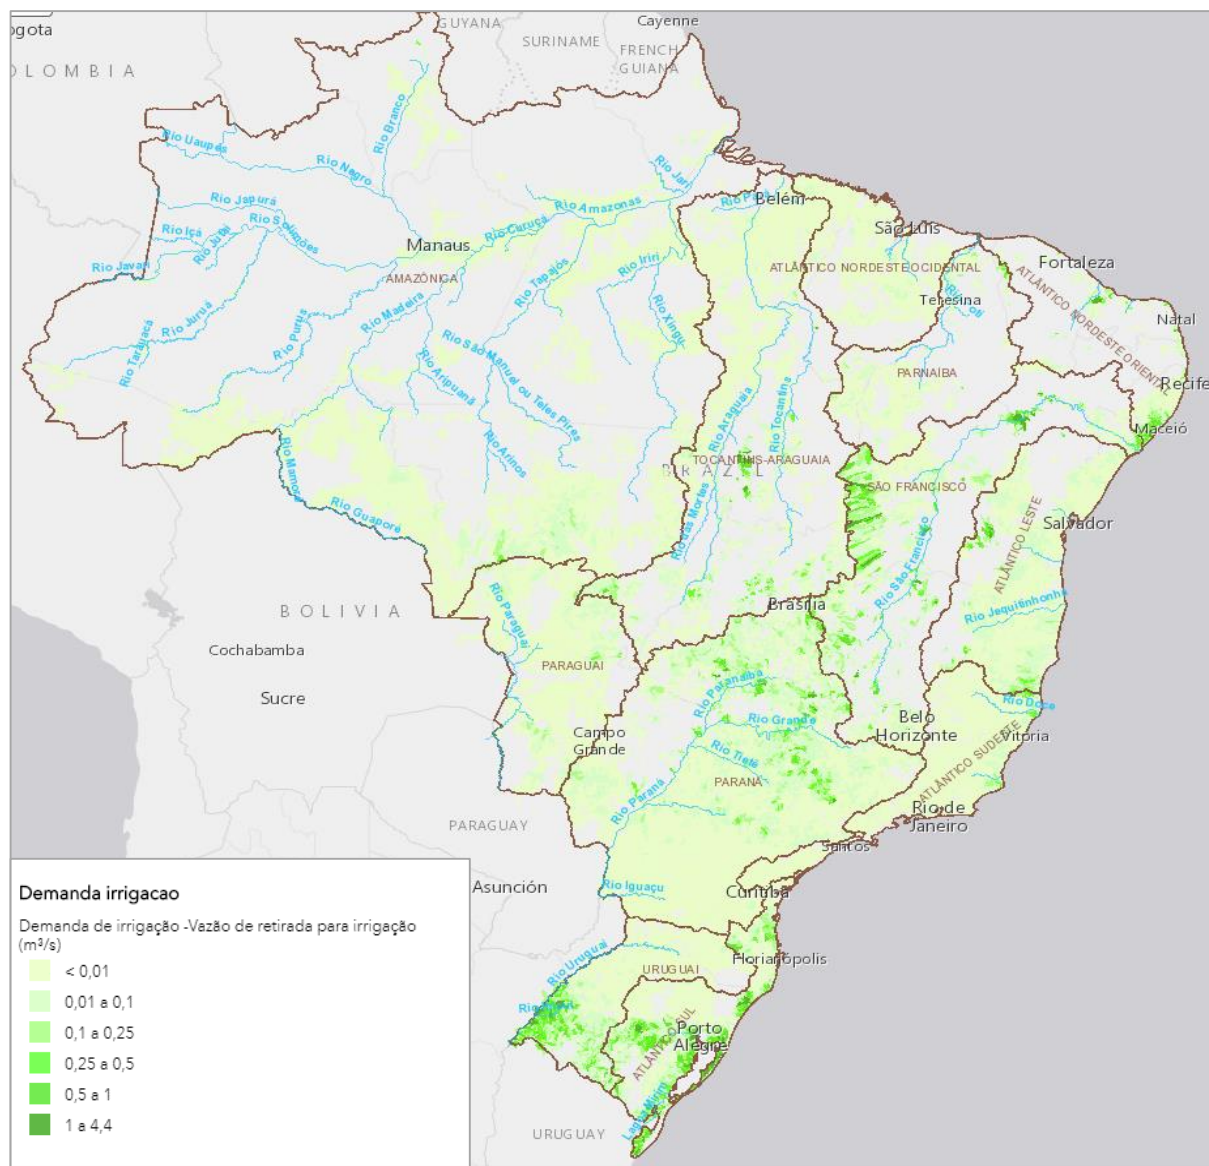 ogota
OLOMBIA
GUYANA
SURINAME
Cayenne
FRENCH
GUIANA
Rio Uaupés
Rio Negro
Rio Branco
Rio Japurá
Rio Içá
Rio Jutaí
Rio Solimões
Rio Javari
Manaus
AMAZÔNICA
Rio Curuçá
Rio Amazonas
Rio Jari
Rio Pará
Belém
São Luís
ATLÂNTICO NORDESTE OCIDENTAL
Teresina
Fortaleza
ATLÂNTICO NORDESTE ORIENTAL
Natal
Recife
Maceió
PARNAIBA
Rio Tapajós
Rio Iriri
Rio Xingu
Rio Madeira
Rio Purus
Rio Juruá
Rio Tarauacá
Rio Aripuanã
Rio São Manuel ou Teles Pires
Rio Arinos
Rio Mamoré
Rio Guaporé
Rio Araguaia
Rio Tocantins
TOCANTINS-ARAGUAIA
BRAZIL
Rio das Mortes
SÃO FRANCISCO
Rio São Francisco
ATLÂNTICO LESTE
Salvador
Rio Jequitinhonha
Brasília
BOLIVIA
Cochabamba
Sucre
Rio Paraguai
PARAGUAI
Campo
Grande
Rio Paranaíba
Rio Grande
Rio Tietê
PARANÁ
Rio Paraná
Belo
Horizonte
Rio Doce
Vitória
ATLÂNTICO SUDESTE
Rio de
Janeiro
Santos
PARAGUAY
Asunción
Rio Iguaçu
Curitiba
Florianópolis
Rio Uruguai
URUGUAI
ATLÂNTICO SUL
Porto
Alegre
Lagoa Mirim
URUGUAY
Demanda irrigacao
Demanda de irrigação -Vazão de retirada para irrigação
(m³/s)
< 0,01
0,01 a 0,1
0,1 a 0,25
0,25 a 0,5
0,5 a 1
1 a 4,4